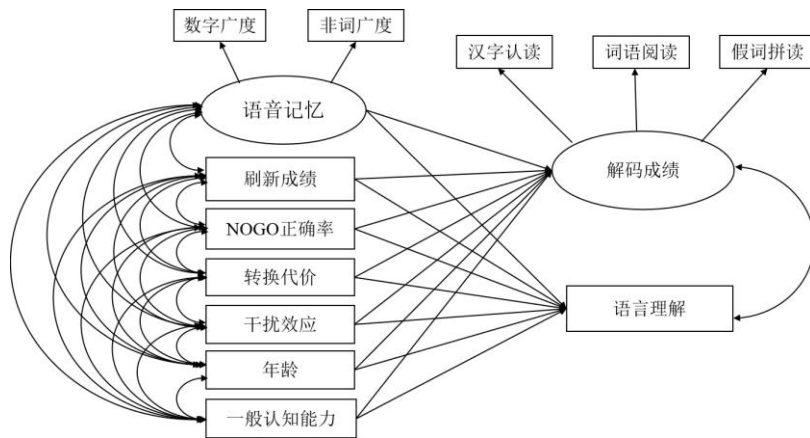 数字广度
非词广度
汉字认读
词语阅读
假词拼读
语音记忆
解码成绩
刷新成绩
NOGO正确率
转换代价
干扰效应
年龄
一般认知能力
语言理解